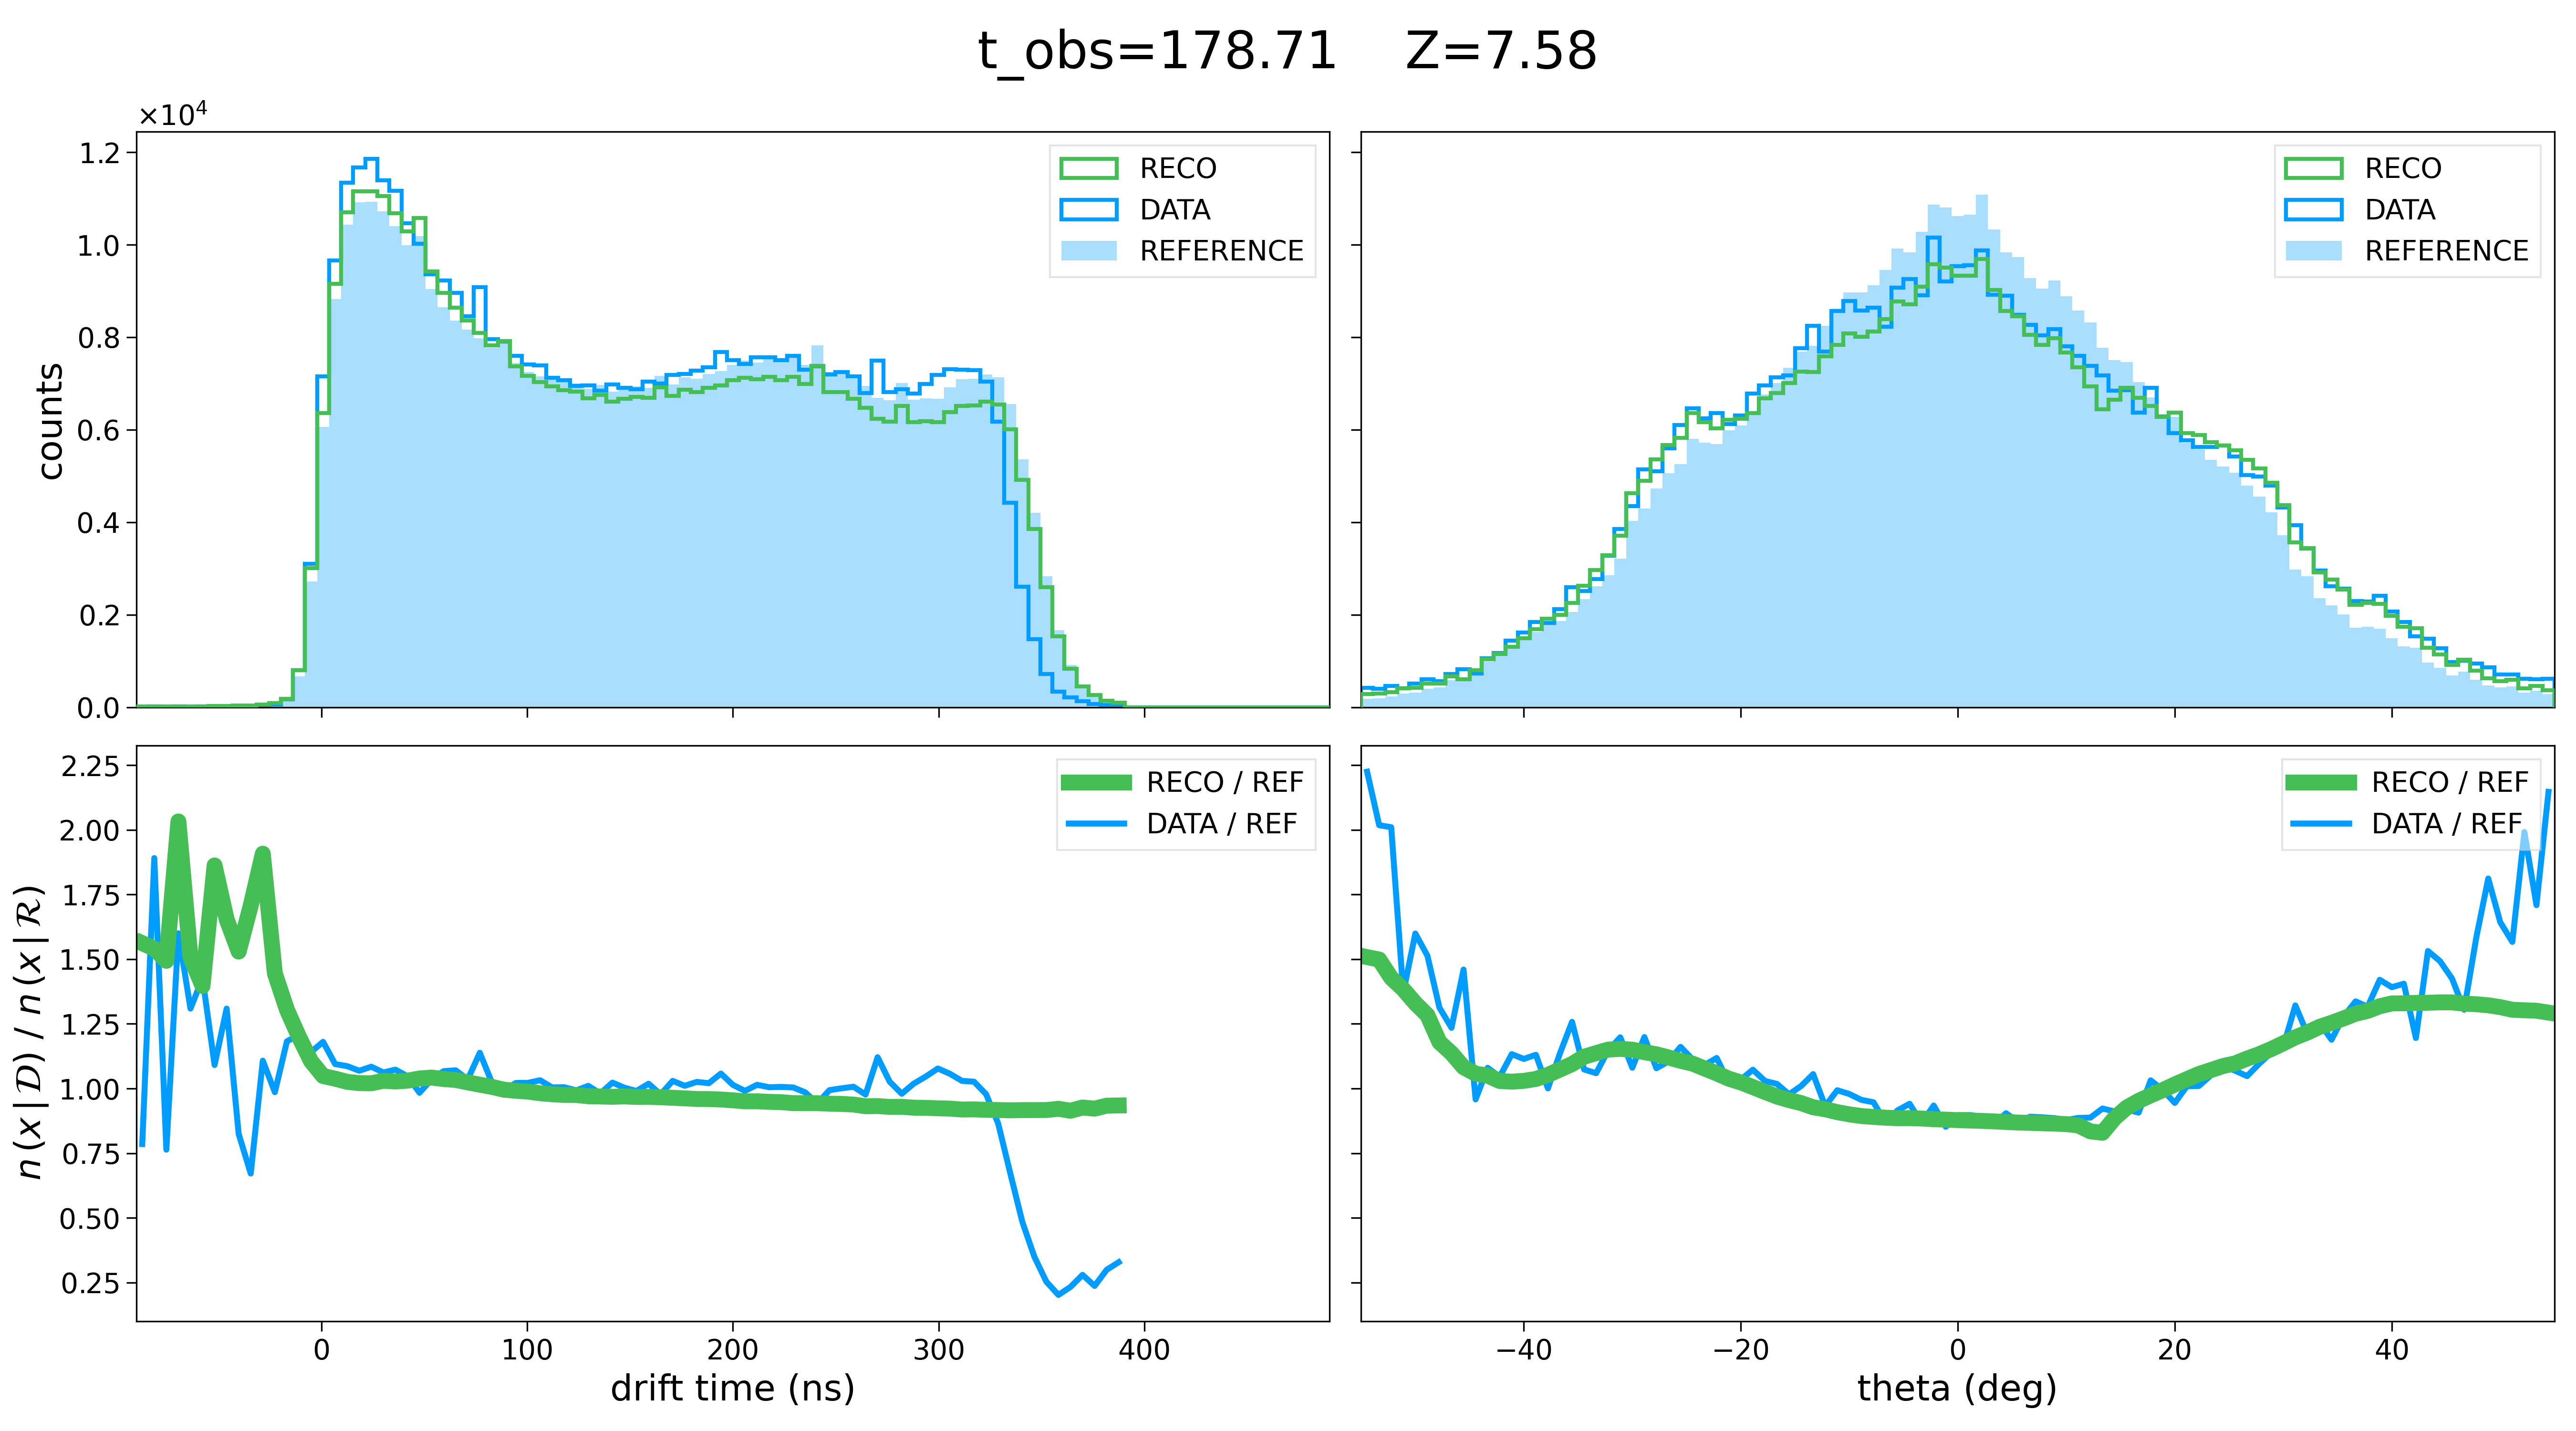 t_obs=178.71 Z=7.58
×10⁴
1.2
1.0
0.8
0.6
0.4
0.2
0.0
counts
RECO
DATA
REFERENCE
RECO
DATA
REFERENCE
2.25
2.00
1.75
1.50
1.25
1.00
0.75
0.50
0.25
n(x|𝒟) / n(x|ℛ)
RECO / REF
DATA / REF
RECO / REF
DATA / REF
0 100 200 300 400
drift time (ns)
−40 −20 0 20 40
theta (deg)